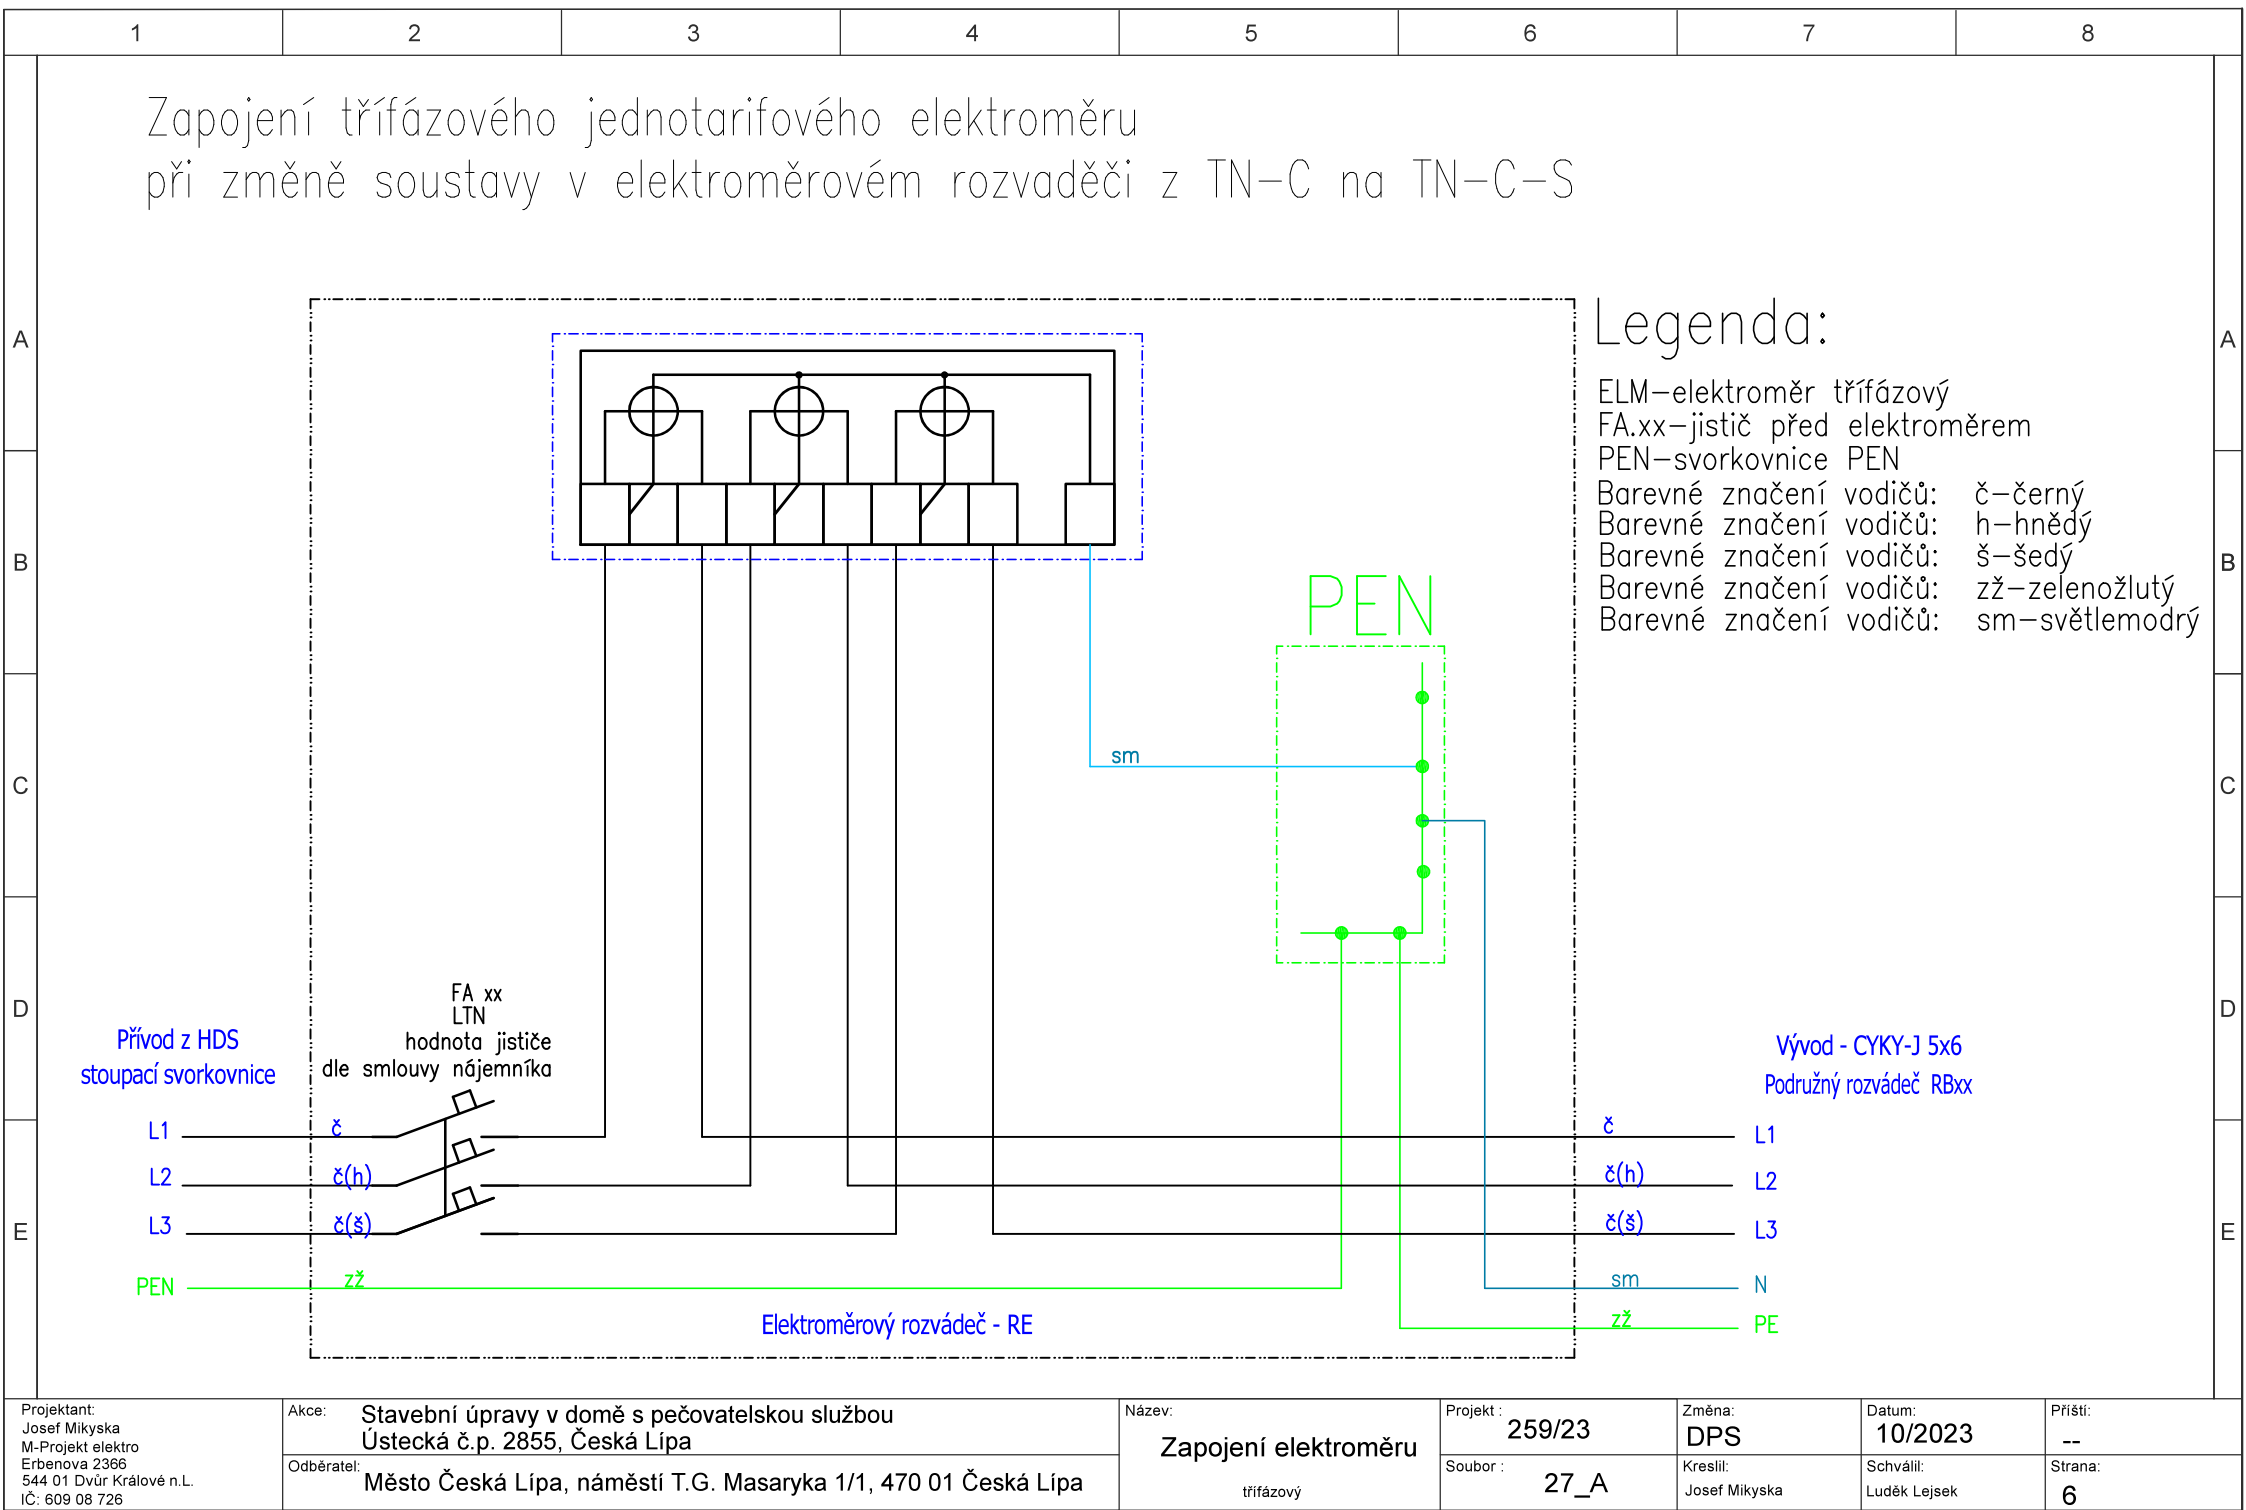 1 2 3 4 5 6 7 8
Zapojení třífázového jednotarifového elektroměru
při změně soustavy v elektroměrovém rozvaděči z TN-C na TN-C-S
Legenda:
A A
ELM-elektroměr třífázový
FA.xx-jistič před elektroměrem
PEN-svorkovnice PEN
Barevné značení vodičů: č-černý
Barevné značení vodičů: h-hnědý
Barevné značení vodičů: š-šedý
Barevné značení vodičů: zž-zelenožlutý
Barevné značení vodičů: sm-světlemodrý
B B
PEN
sm
C C
FA xx
LTN
hodnota jističe
dle smlouvy nájemníka
D D
Přívod z HDS
stoupací svorkovnice
Vývod - CYKY-J 5x6
Podružný rozváděč RBxx
L1 č č L1
L2 č(h) č(h) L2
L3 č(š) č(š) L3
E E
PEN zž sm N
zž PE
Elektroměrový rozváděč - RE
Projektant:
Josef Mikyska
M-Projekt elektro
Erbenova 2366
544 01 Dvůr Králové n.L.
IČ: 609 08 726
Akce: Stavební úpravy v domě s pečovatelskou službou
Ústecká č.p. 2855, Česká Lípa
Odběratel: Město Česká Lípa, náměstí T.G. Masaryka 1/1, 470 01 Česká Lípa
Název:
Zapojení elektroměru
třífázový
Projekt : 259/23
Soubor : 27_A
Změna:
DPS
Kreslil:
Josef Mikyska
Datum:
10/2023
Schválil:
Luděk Lejsek
Příští:
--
Strana:
6